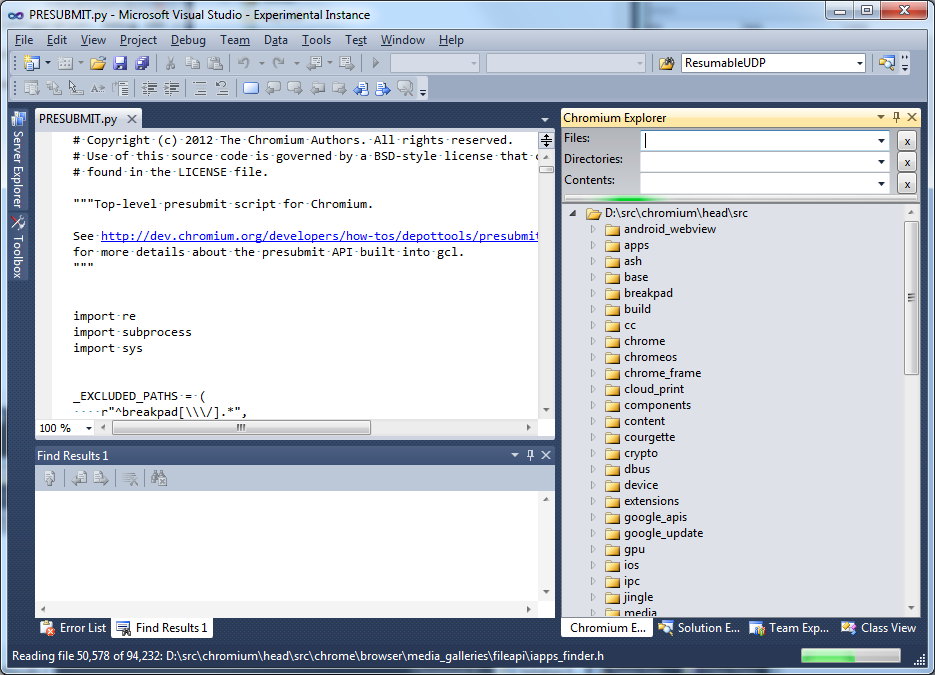 PRESUBMIT.py - Microsoft Visual Studio - Experimental Instance
File Edit View Project Debug Team Data Tools Test Window Help
ResumableUDP
Server Explorer
Toolbox
PRESUBMIT.py
# Copyright (c) 2012 The Chromium Authors. All rights reserved.
# Use of this source code is governed by a BSD-style license that c
# found in the LICENSE file.
"""Top-level presubmit script for Chromium.
See http://dev.chromium.org/developers/how-tos/depottools/presubmit
for more details about the presubmit API built into gcl.
"""
import re
import subprocess
import sys
_EXCLUDED_PATHS = (
r"^breakpad[\\\/].*",
100 %
Find Results 1
Error List
Find Results 1
Chromium Explorer
Files:
x
Directories:
x
Contents:
x
D:\src\chromium\head\src
android_webview
apps
ash
base
breakpad
build
cc
chrome
chromeos
chrome_frame
cloud_print
components
content
courgette
crypto
dbus
device
extensions
google_apis
google_update
gpu
ios
ipc
jingle
media
Chromium E... Solution E... Team Exp... Class View
Reading file 50,578 of 94,232: D:\src\chromium\head\src\chrome\browser\media_galleries\fileapi\iapps_finder.h